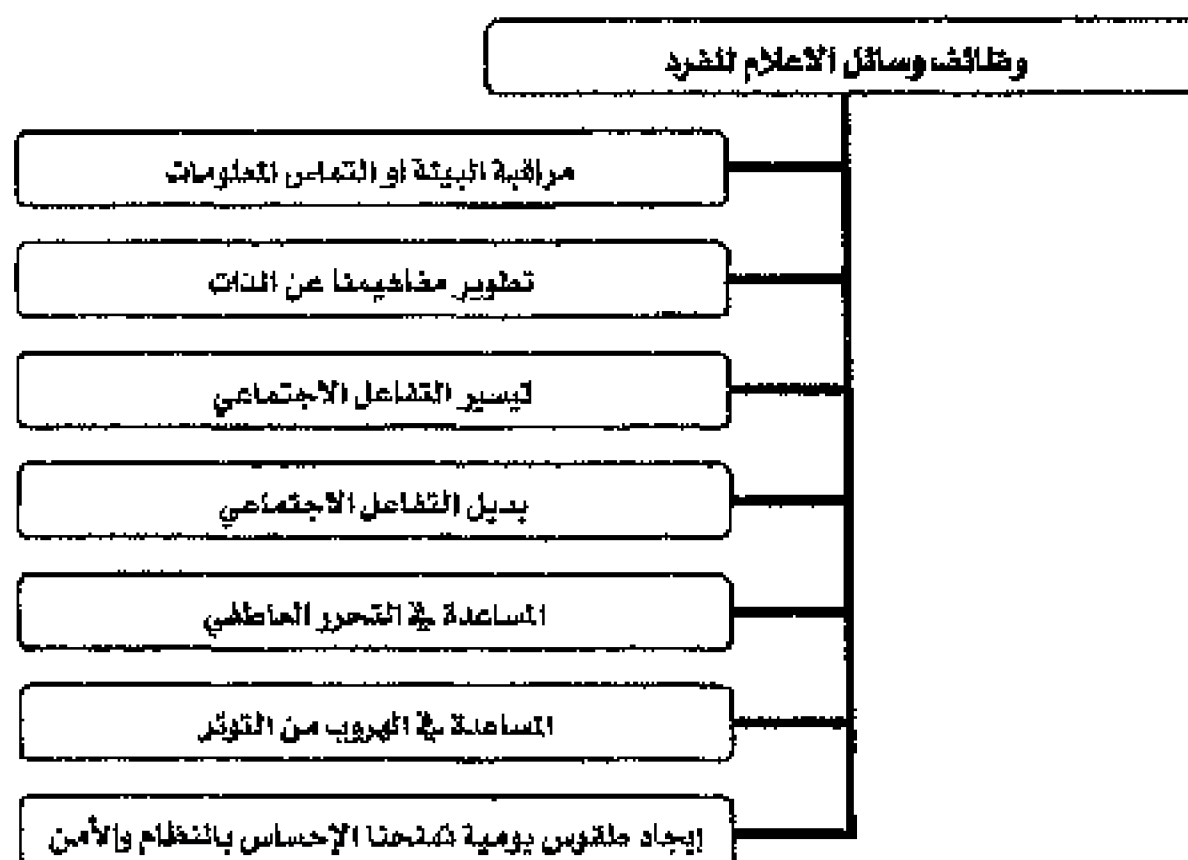 وظائف وسائل الاعلام للفرد
مراقبة البيئة او التماس المعلومات
تطوير مفاهيمنا عن الذات
تيسير التفاعل الاجتماعي
بديل التفاعل الاجتماعي
المساعدة في التحرر العاطفي
المساعدة في الهروب من التوتر
إيجاد طقوس يومية تمنحنا الإحساس بالنظام والأمن